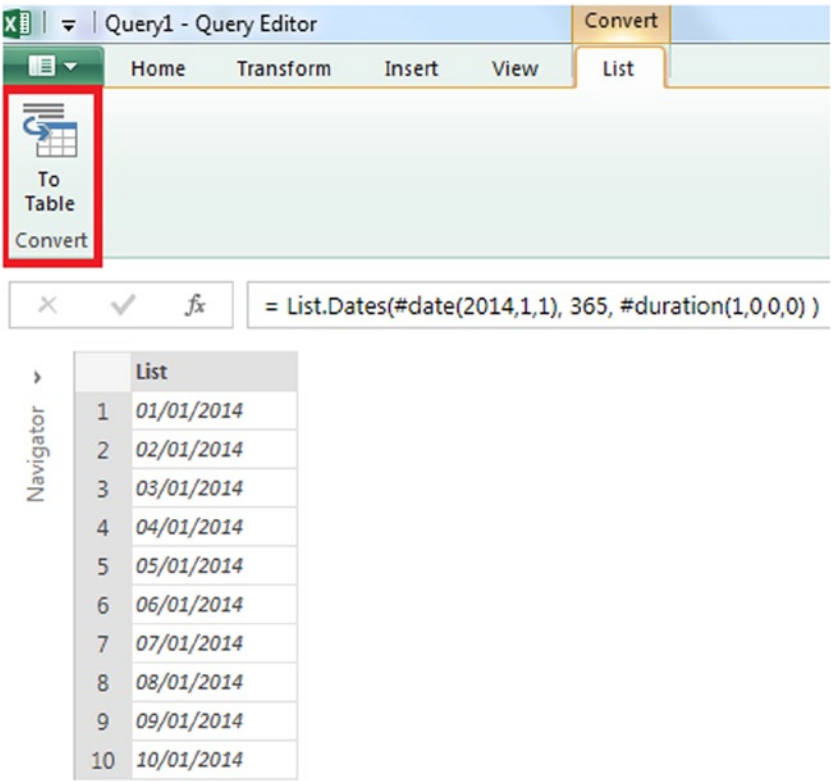 Query1 - Query Editor
Convert
Home Transform Insert View List
To
Table
Convert
fx = List.Dates(#date(2014,1,1), 365, #duration(1,0,0,0) )
Navigator
List
1 01/01/2014
2 02/01/2014
3 03/01/2014
4 04/01/2014
5 05/01/2014
6 06/01/2014
7 07/01/2014
8 08/01/2014
9 09/01/2014
10 10/01/2014